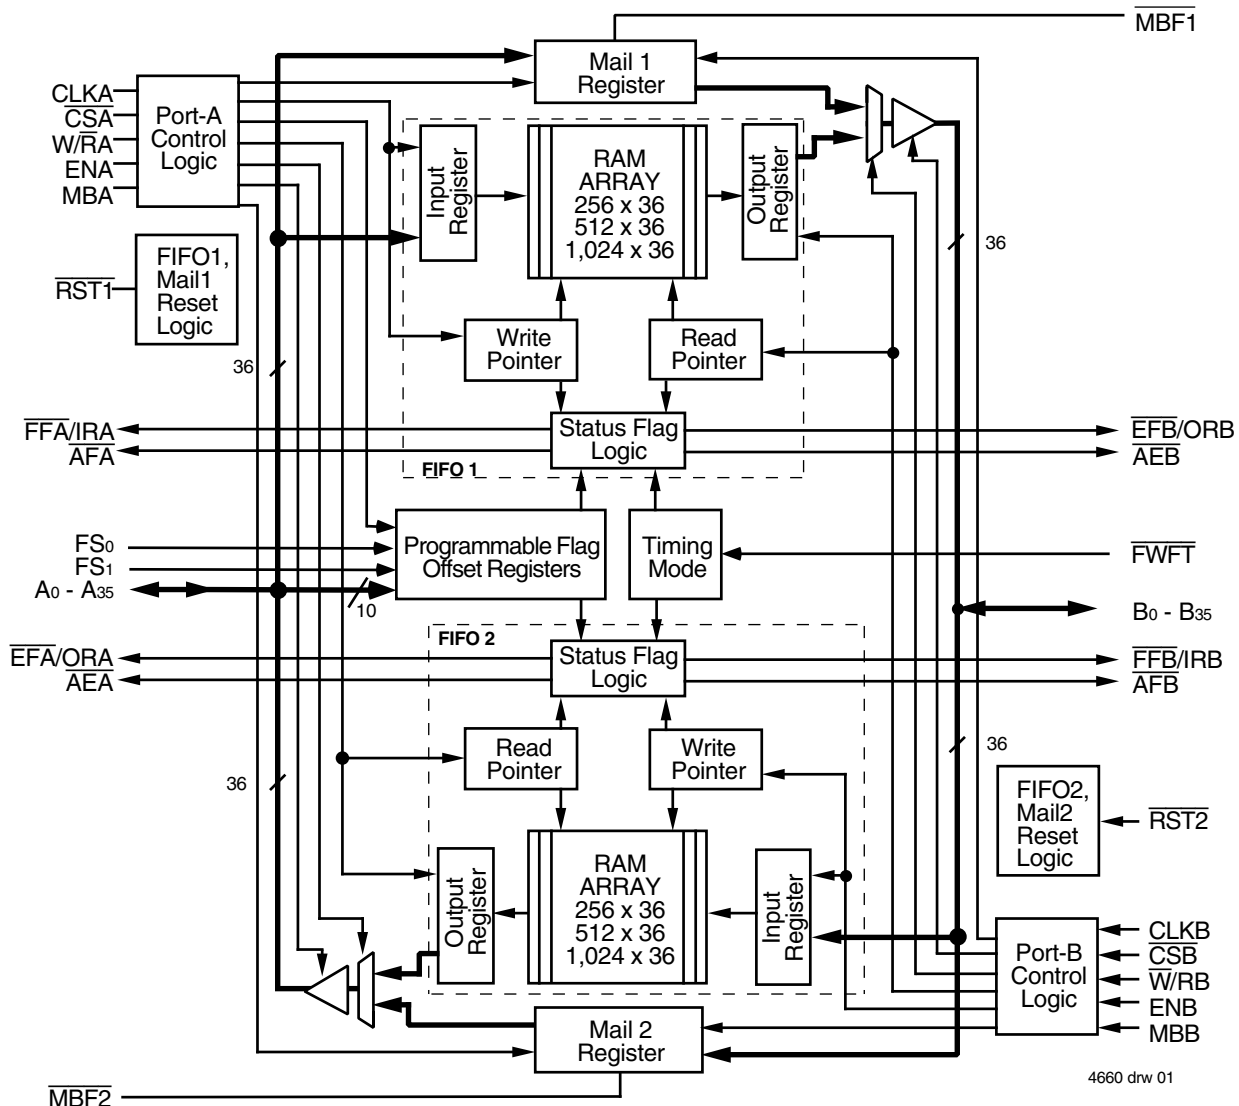 MBF1
Mail 1
Register
CLKA
CSA
W/RA
ENA
MBA
Port-A
Control
Logic
Input
Register
RAM
ARRAY
256 x 36
512 x 36
1,024 x 36
Output
Register
36
RST1
FIFO1,
Mail1
Reset
Logic
Write
Pointer
Read
Pointer
36
FFA/IRA
AFA
Status Flag
Logic
EFB/ORB
AEB
FIFO 1
FS0
FS1
A0 - A35
Programmable Flag
Offset Registers
10
Timing
Mode
FWFT
B0 - B35
FIFO 2
EFA/ORA
AEA
Status Flag
Logic
FFB/IRB
AFB
Read
Pointer
Write
Pointer
36
36
FIFO2,
Mail2
Reset
Logic
RST2
Output
Register
RAM
ARRAY
256 x 36
512 x 36
1,024 x 36
Input
Register
Port-B
Control
Logic
CLKB
CSB
W/RB
ENB
MBB
Mail 2
Register
MBF2
4660 drw 01